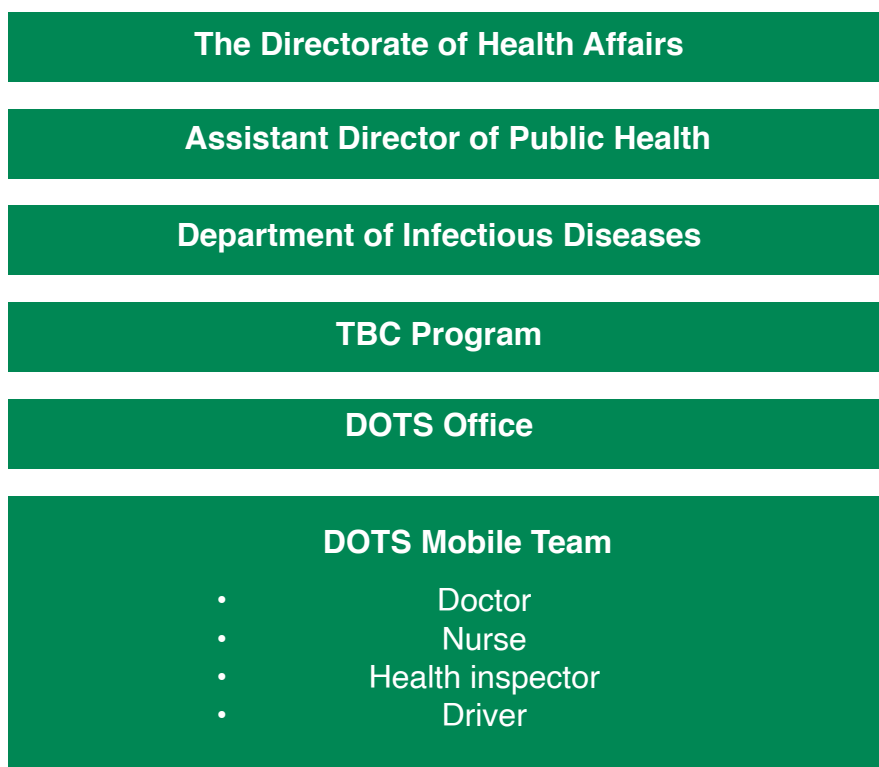 The Directorate of Health Affairs
Assistant Director of Public Health
Department of Infectious Diseases
TBC Program
DOTS Office
DOTS Mobile Team
• Doctor
• Nurse
• Health inspector
• Driver